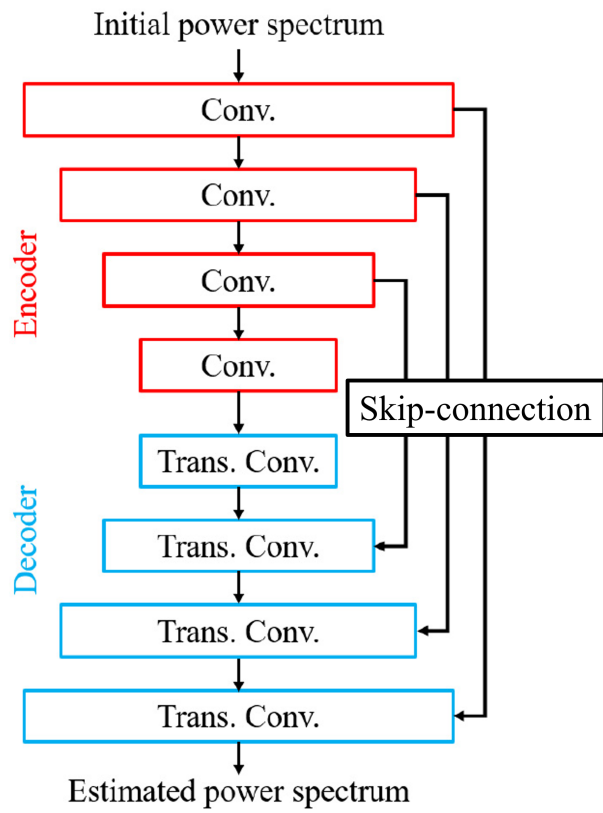 Initial power spectrum
Conv.
Conv.
Encoder
Conv.
Conv.
Skip-connection
Trans. Conv.
Decoder
Trans. Conv.
Trans. Conv.
Trans. Conv.
Estimated power spectrum